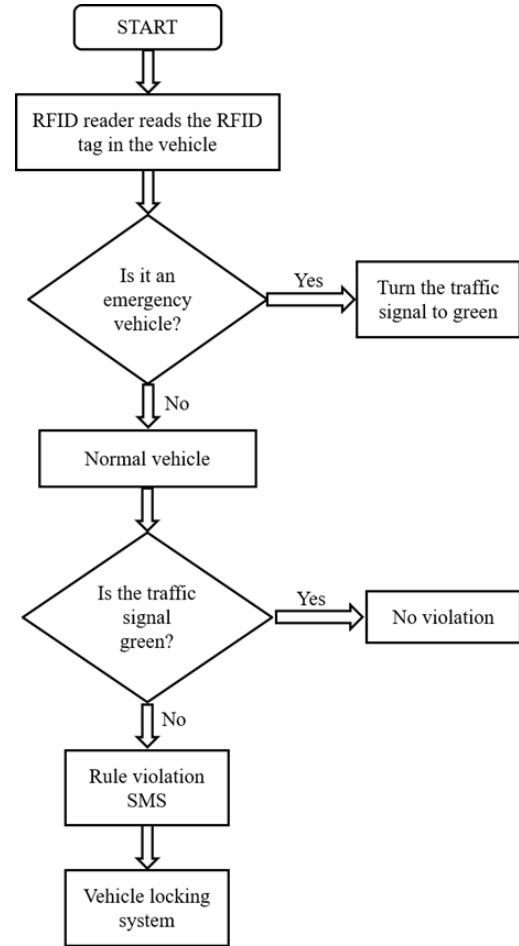 START
RFID reader reads the RFID
tag in the vehicle
Is it an
emergency
vehicle?
Yes
Turn the traffic
signal to green
No
Normal vehicle
Is the traffic
signal
green?
Yes
No violation
No
Rule violation
SMS
Vehicle locking
system